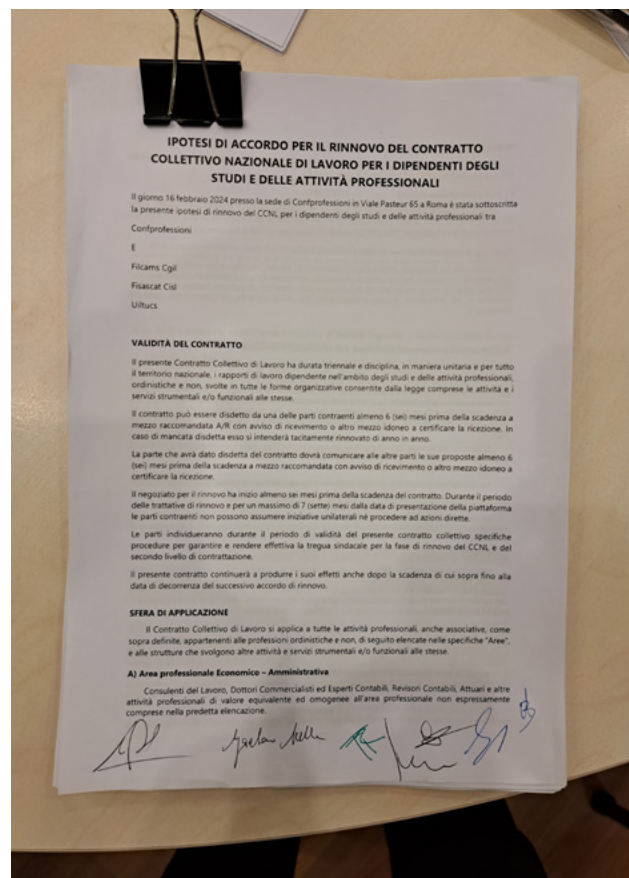 IPOTESI DI ACCORDO PER IL RINNOVO DEL CONTRATTO
COLLETTIVO NAZIONALE DI LAVORO PER I DIPENDENTI DEGLI
STUDI E DELLE ATTIVITÀ PROFESSIONALI
Il giorno 16 febbraio 2024 presso la sede di Confprofessioni in Viale Pasteur 65 a Roma è stata sottoscritta
la presente ipotesi di rinnovo del CCNL per i dipendenti degli studi e delle attività professionali tra
Confprofessioni
E
Filcams Cgil
Fisascat Cisl
Uiltucs
VALIDITÀ DEL CONTRATTO
Il presente Contratto Collettivo di Lavoro ha durata triennale e disciplina, in maniera unitaria e per tutto
il territorio nazionale, i rapporti di lavoro dipendente nell'ambito degli studi e delle attività professionali,
ordinistiche e non, svolte in tutte le forme organizzative consentite dalla legge comprese le attività e i
servizi strumentali e/o funzionali alle stesse.
Il contratto può essere disdetto da una delle parti contraenti almeno 6 (sei) mesi prima della scadenza a
mezzo raccomandata A/R con avviso di ricevimento o altro mezzo idoneo a certificare la ricezione. In
caso di mancata disdetta esso si intenderà tacitamente rinnovato di anno in anno.
La parte che avrà dato disdetta del contratto dovrà comunicare alle altre parti le sue proposte almeno 6
(sei) mesi prima della scadenza a mezzo raccomandata con avviso di ricevimento o altro mezzo idoneo a
certificare la ricezione.
Il negoziato per il rinnovo ha inizio almeno sei mesi prima della scadenza del contratto. Durante il periodo
delle trattative di rinnovo e per un massimo di 7 (sette) mesi dalla data di presentazione della piattaforma
le parti contraenti non possono assumere iniziative unilaterali né procedere ad azioni dirette.
Le parti individueranno durante il periodo di validità del presente contratto collettivo specifiche
procedure per garantire e rendere effettiva la tregua sindacale per la fase di rinnovo del CCNL e del
secondo livello di contrattazione.
Il presente contratto continuerà a produrre i suoi effetti anche dopo la scadenza di cui sopra fino alla
data di decorrenza del successivo accordo di rinnovo.
SFERA DI APPLICAZIONE
Il Contratto Collettivo di Lavoro si applica a tutte le attività professionali, anche associative, come
sopra definite, appartenenti alle professioni ordinistiche e non, di seguito elencate nelle specifiche "Aree",
e alle strutture che svolgono altre attività e servizi strumentali e/o funzionali alle stesse.
A) Area professionale Economico – Amministrativa
Consulenti del Lavoro, Dottori Commercialisti ed Esperti Contabili, Revisori Contabili, Attuari e altre
attività professionali di valore equivalente ed omogenee all'area professionale non espressamente
comprese nella predetta elencazione.